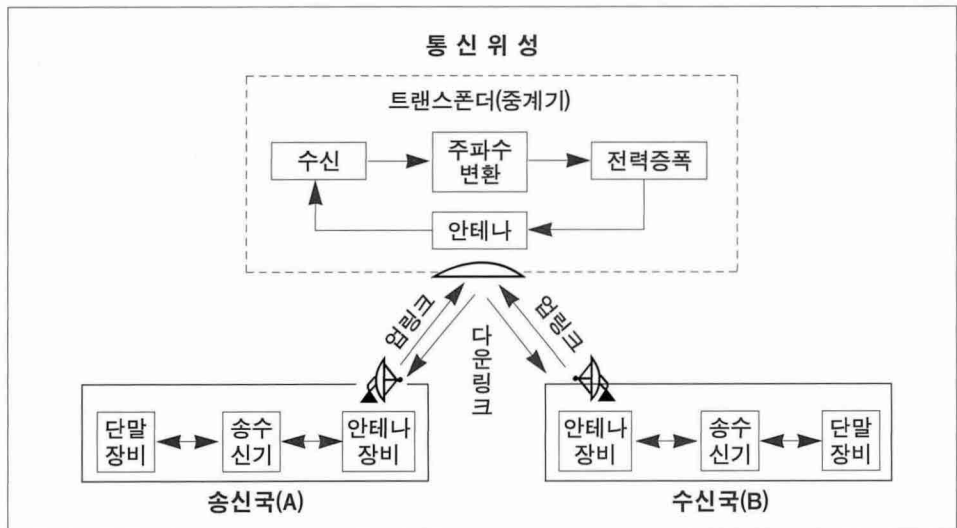 통신위성
트랜스폰더(중계기)
수신
주파수
변환
전력증폭
안테나
업링크
다운링크
업링크
단말
장비
송수
신기
안테나
장비
안테나
장비
송수
신기
단말
장비
송신국(A)
수신국(B)